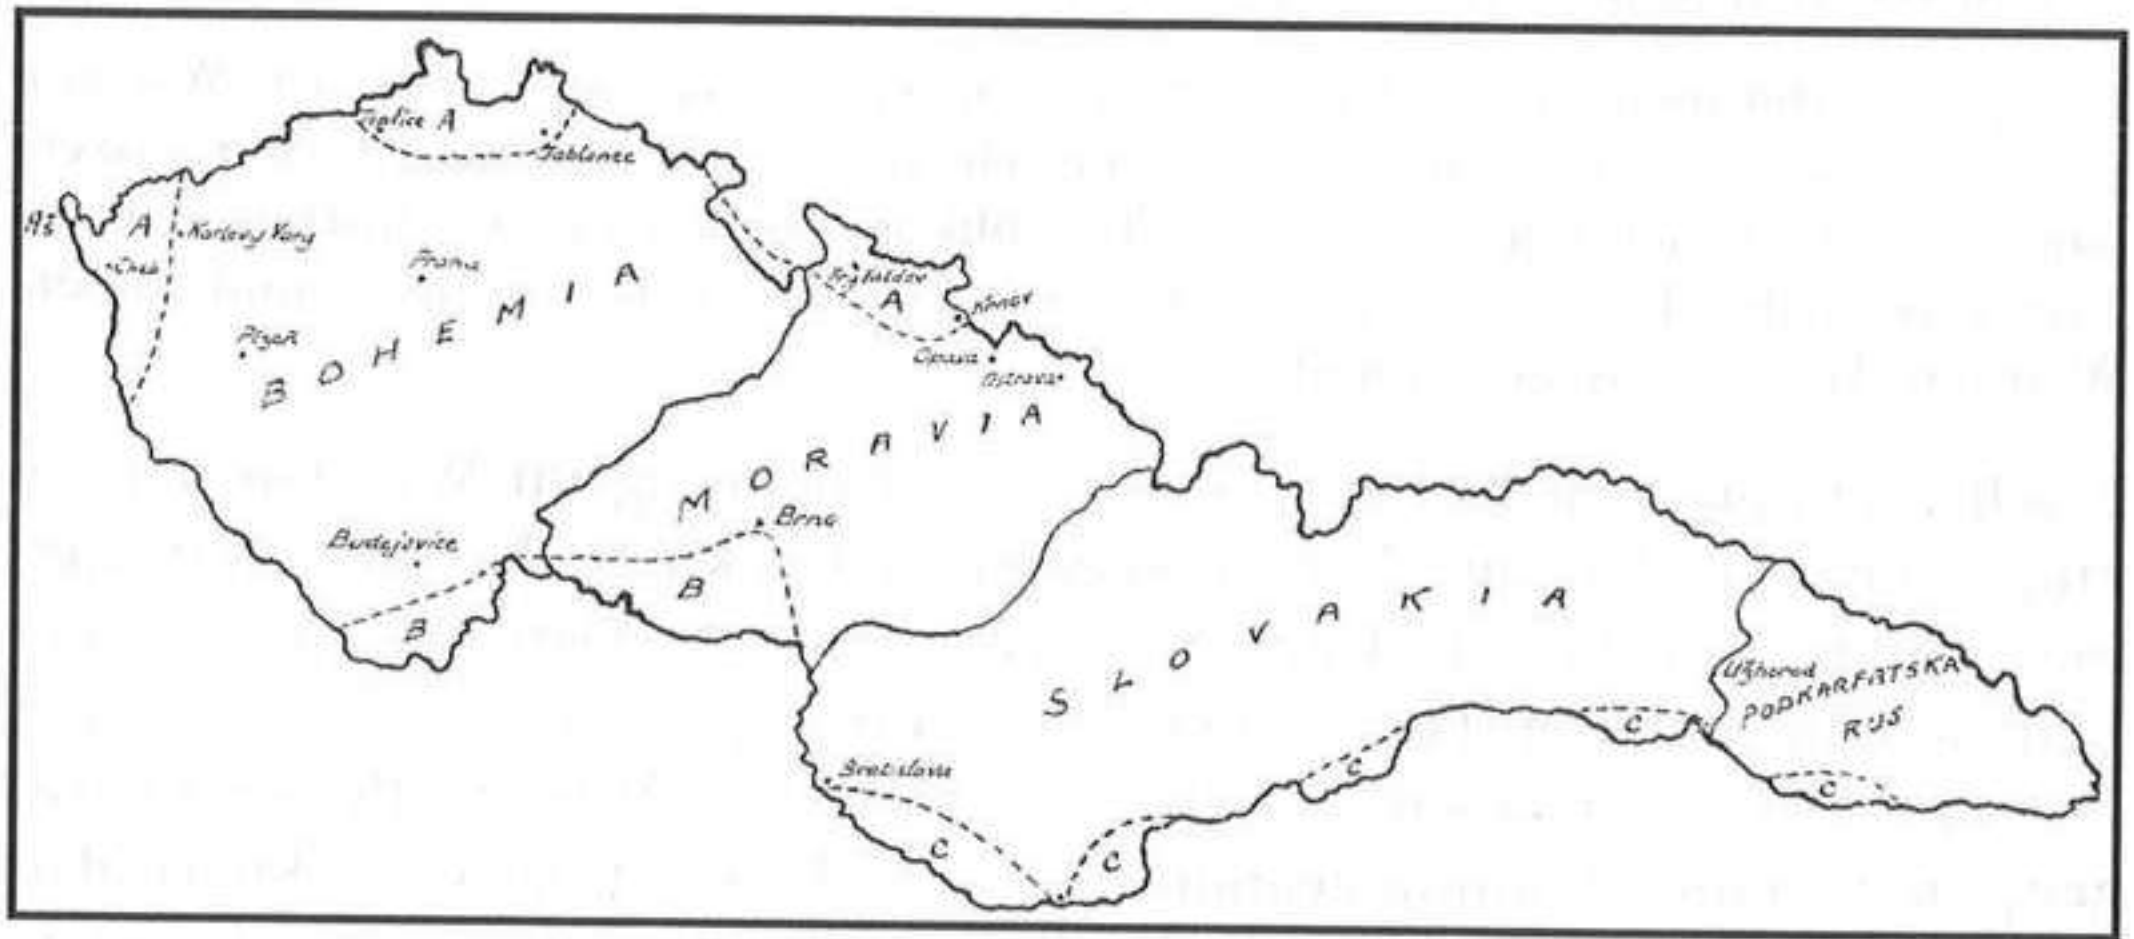 Teplice A
Jablonec
Aš
A
Karlovy Vary
Cheb
Praha
Plzeň
BOHEMIA
A
Krnov
Opava
Ostrava
MORAVIA
Brno
Budějovice
B
B
SLOVAKIA
Užhorod
PODKARPATSKA
RUS
C
C
C
Bratislava
C
C